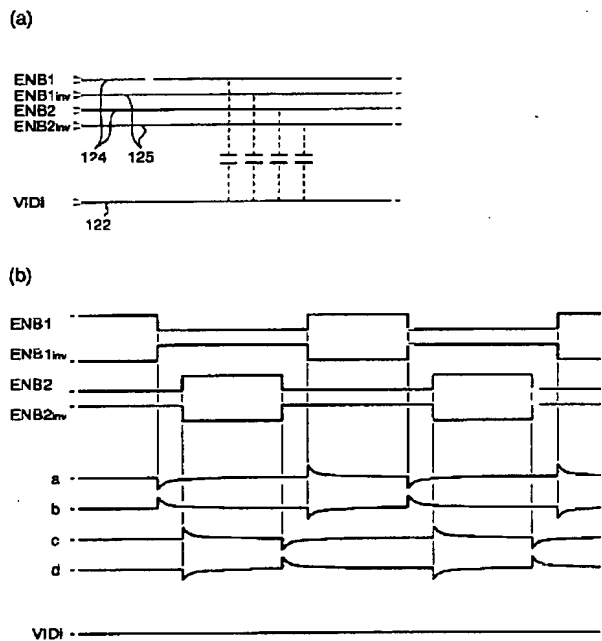 (a)
ENB1
ENB1inv
ENB2
ENB2inv
124 125
VIDi
122
(b)
ENB1
ENB1inv
ENB2
ENB2inv
a
b
c
d
VIDi